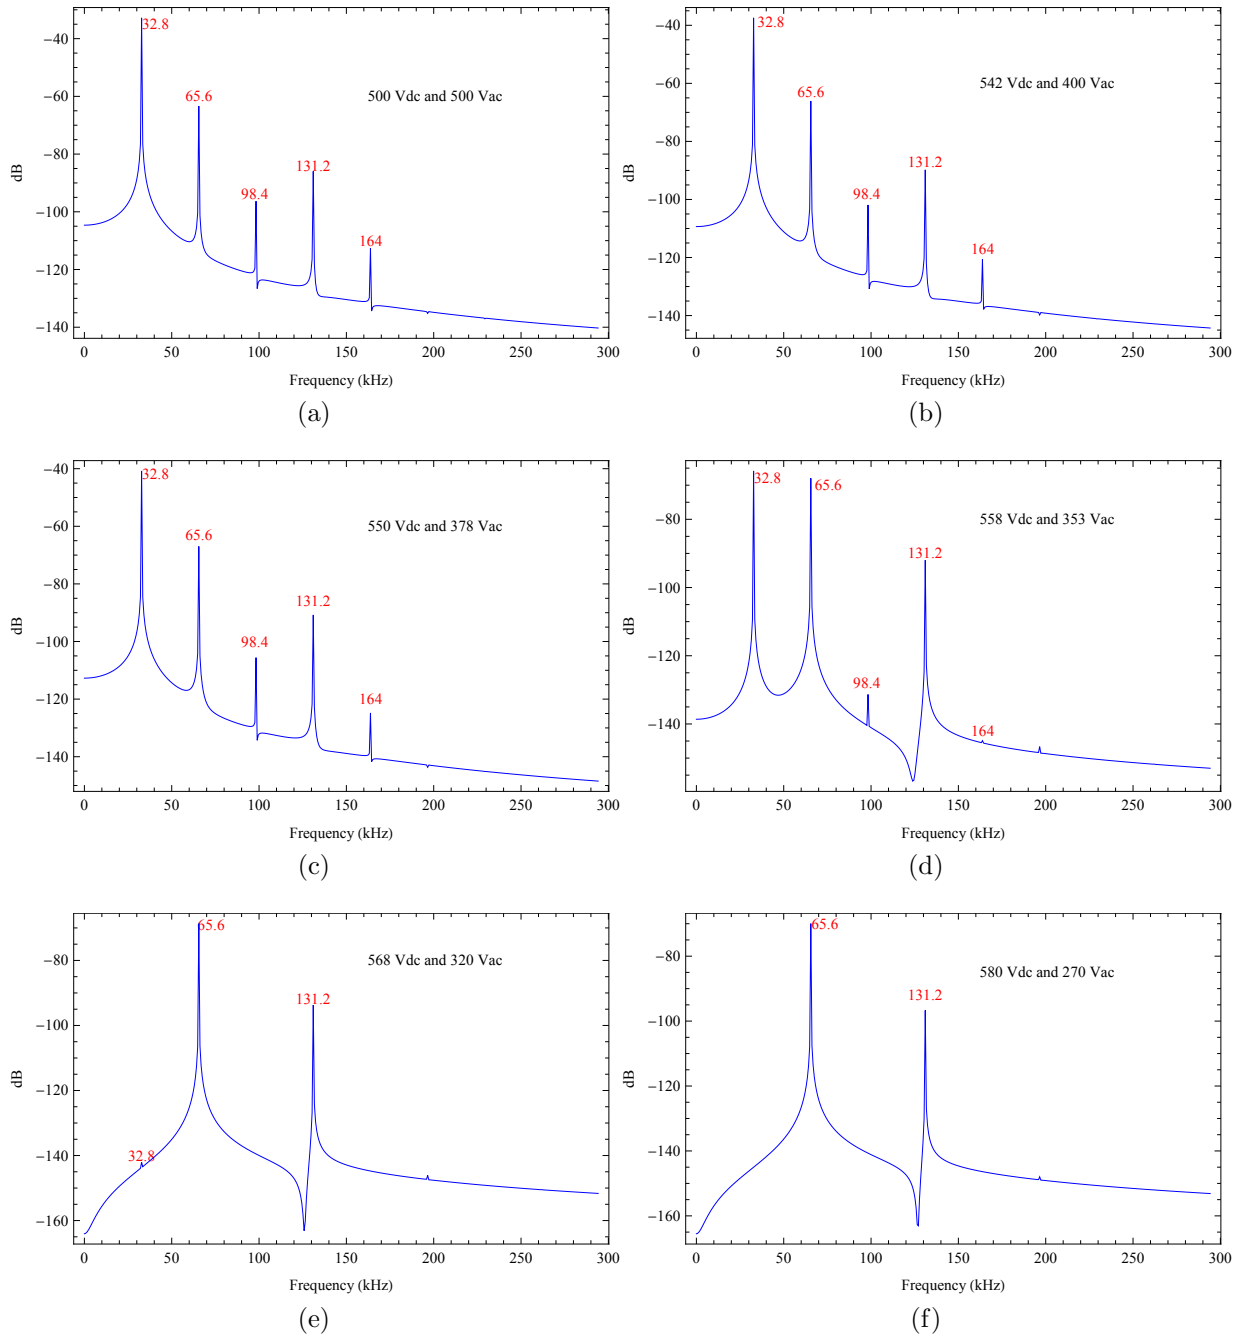 32.8
65.6
98.4
131.2
164
500 Vdc and 500 Vac
dB
−40
−60
−80
−100
−120
−140
0 50 100 150 200 250 300
Frequency (kHz)
(a)
32.8
65.6
98.4
131.2
164
542 Vdc and 400 Vac
dB
−40
−60
−80
−100
−120
−140
0 50 100 150 200 250 300
Frequency (kHz)
(b)
32.8
65.6
98.4
131.2
164
550 Vdc and 378 Vac
dB
−40
−60
−80
−100
−120
−140
0 50 100 150 200 250 300
Frequency (kHz)
(c)
32.8
65.6
98.4
131.2
164
558 Vdc and 353 Vac
dB
−80
−100
−120
−140
0 50 100 150 200 250 300
Frequency (kHz)
(d)
32.8
65.6
131.2
568 Vdc and 320 Vac
dB
−80
−100
−120
−140
−160
0 50 100 150 200 250 300
Frequency (kHz)
(e)
65.6
131.2
580 Vdc and 270 Vac
dB
−80
−100
−120
−140
−160
0 50 100 150 200 250 300
Frequency (kHz)
(f)